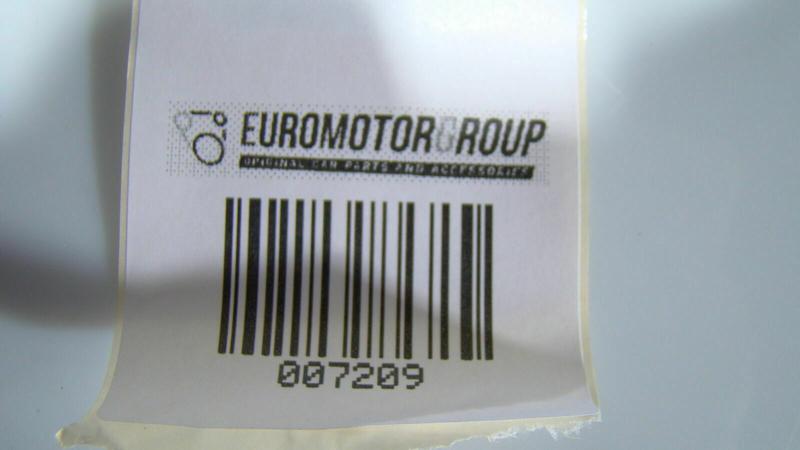 EUROMOTORGROUP
ORIGINAL CAR PARTS AND ACCESSORIES
007209